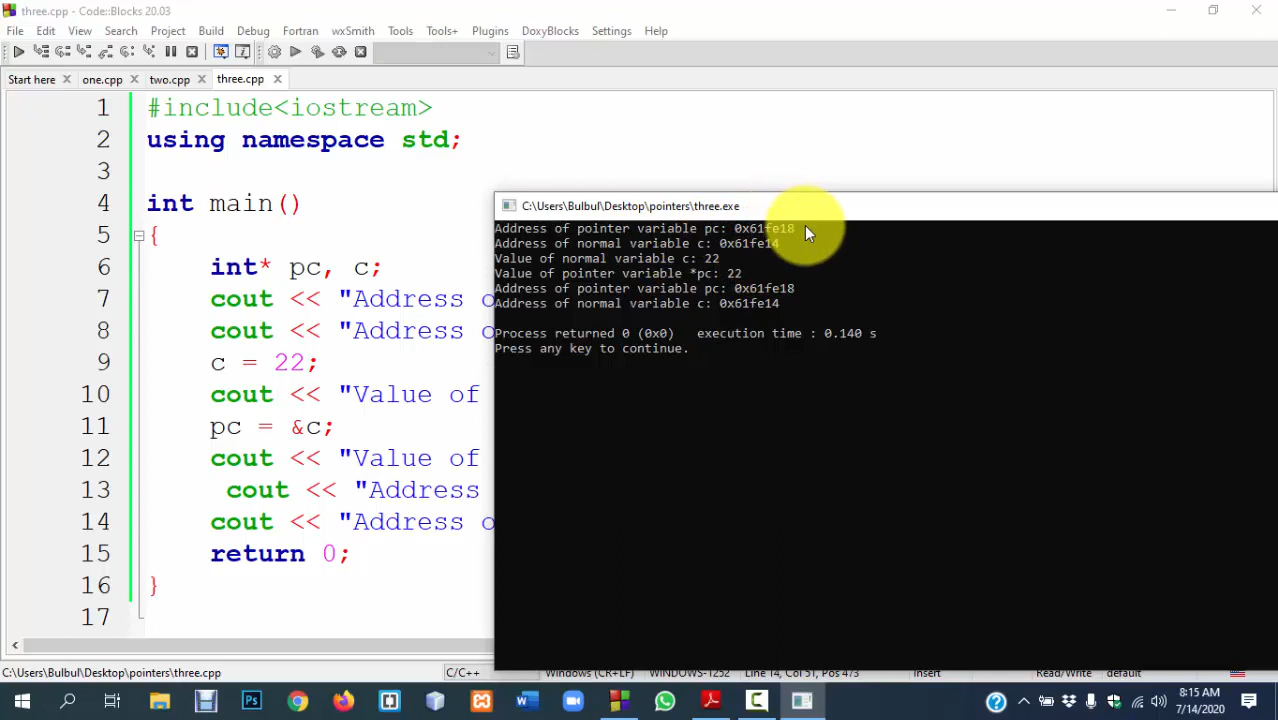 three.cpp - Code::Blocks 20.03
File Edit View Search Project Build Debug Fortran wxSmith Tools Tools+ Plugins DoxyBlocks Settings Help
Start here one.cpp two.cpp three.cpp
1 #include<iostream>
2 using namespace std;
3
4 int main()
5 {
6 int* pc, c;
7 cout << "Address o
8 cout << "Address o
9 c = 22;
10 cout << "Value of
11 pc = &c;
12 cout << "Value of
13 cout << "Address
14 cout << "Address o
15 return 0;
16 }
17
C:\Users\Bulbul\Desktop\pointers\three.exe
Address of pointer variable pc: 0x61fe18
Address of normal variable c: 0x61fe14
Value of normal variable c: 22
Value of pointer variable *pc: 22
Address of pointer variable pc: 0x61fe18
Address of normal variable c: 0x61fe14
Process returned 0 (0x0) execution time : 0.140 s
Press any key to continue.
C:\Users\Bulbul\Desktop\pointers\three.cpp C/C++ Windows (CR+LF) WINDOWS-1252 Line 14, Col 51, Pos 473 Insert Read/Write default
8:15 AM
7/14/2020